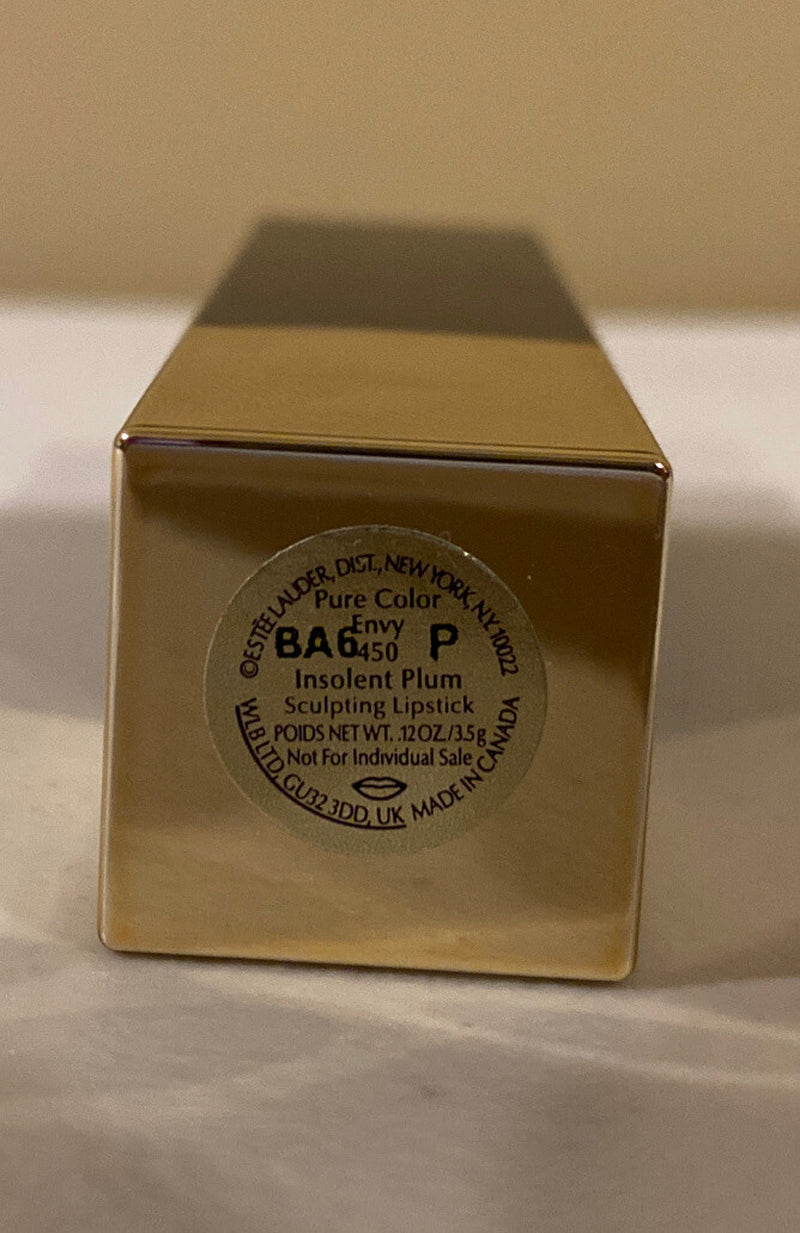 ©ESTĒE LAUDER, DIST., NEW YORK, N.Y. 10022
Pure Color
Envy
BA6 P
450
Insolent Plum
Sculpting Lipstick
POIDS NET WT. .12OZ./3.5g
Not For Individual Sale
WLB LTD, GU32 3DD, UK MADE IN CANADA